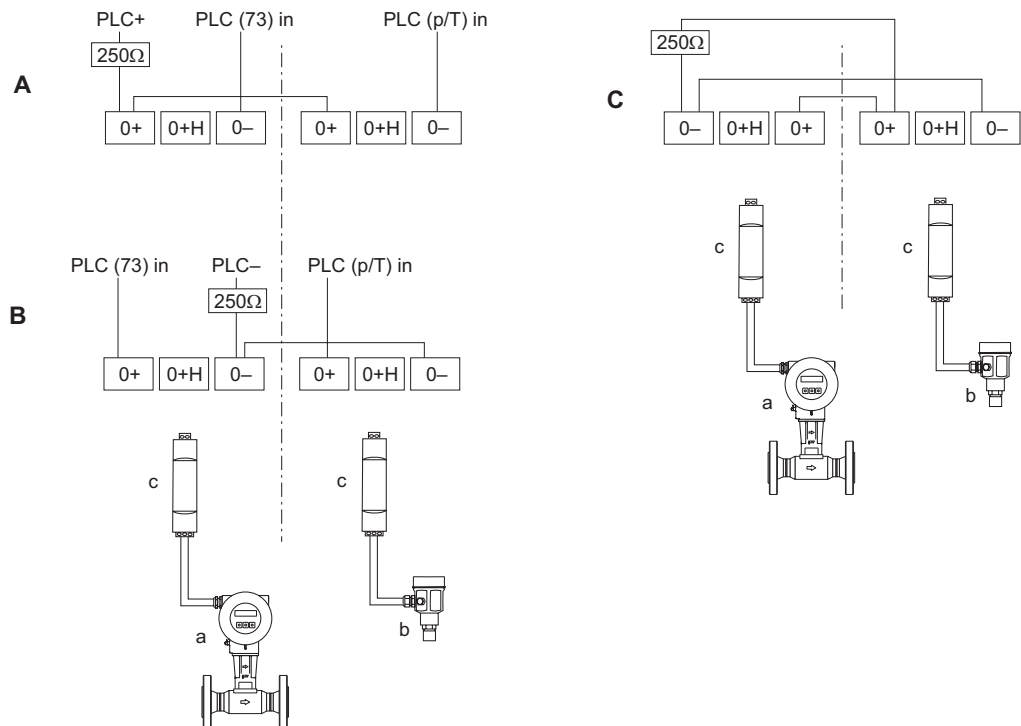 PLC+ PLC (73) in PLC (p/T) in
250Ω
A
0+ 0+H 0– 0+ 0+H 0–
PLC (73) in PLC– PLC (p/T) in
250Ω
B
0+ 0+H 0– 0+ 0+H 0–
c c
a b
250Ω
C
0– 0+H 0+ 0+ 0+H 0–
c c
a b